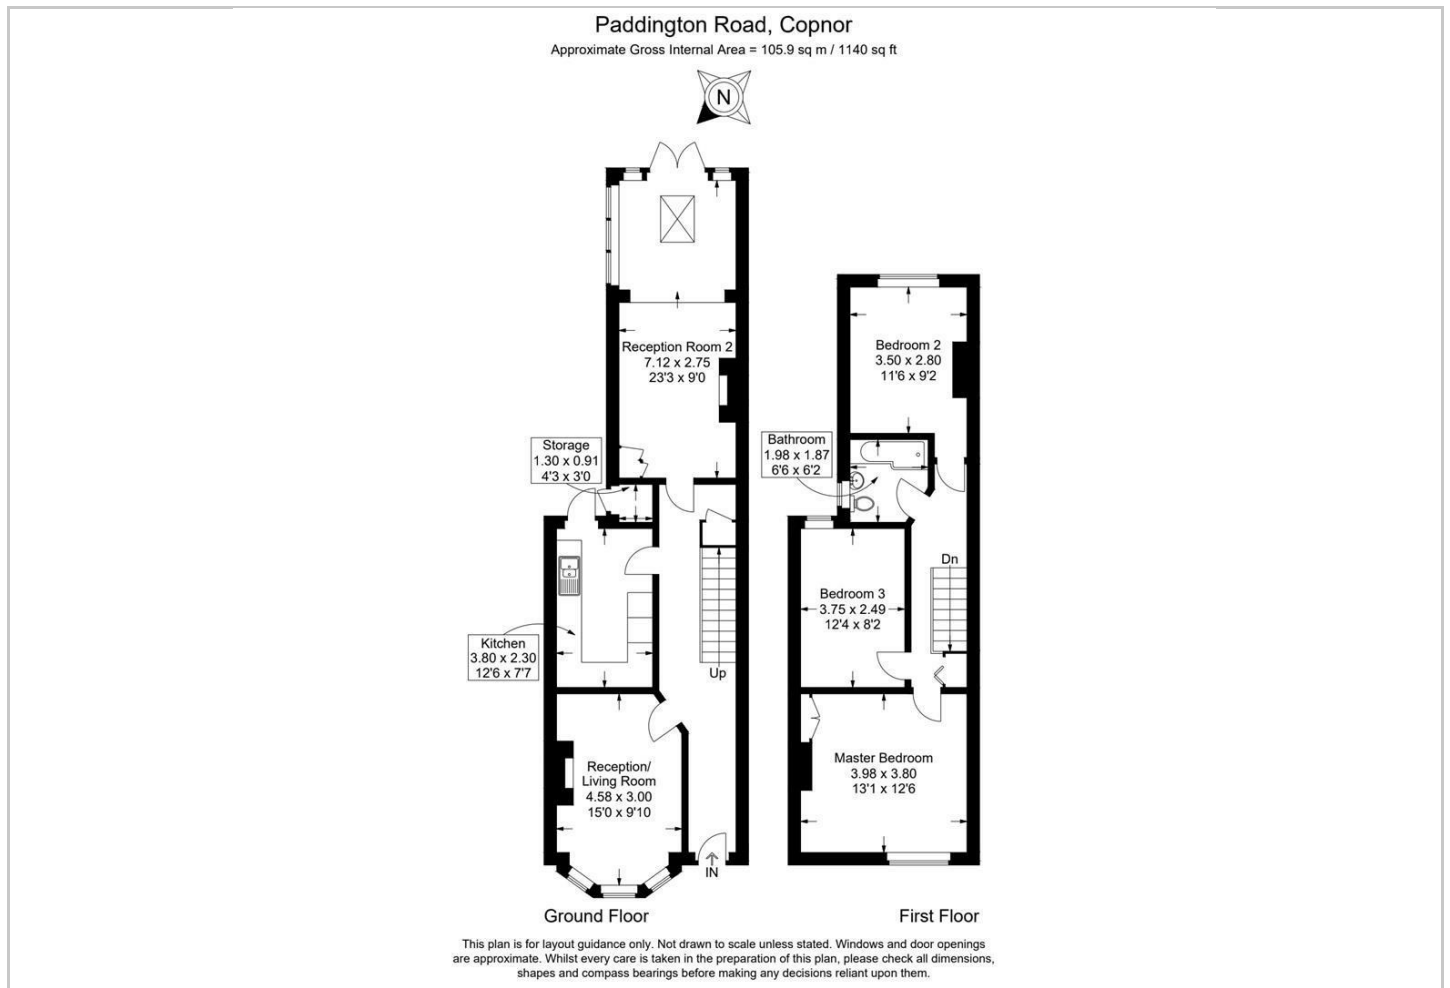 Paddington Road, Copnor
Approximate Gross Internal Area = 105.9 sq m / 1140 sq ft
N
Reception Room 2
7.12 x 2.75
23'3 x 9'0
Storage
1.30 x 0.91
4'3 x 3'0
Kitchen
3.80 x 2.30
12'6 x 7'7
Up
Reception/
Living Room
4.58 x 3.00
15'0 x 9'10
IN
Ground Floor
Bedroom 2
3.50 x 2.80
11'6 x 9'2
Bathroom
1.98 x 1.87
6'6 x 6'2
Dn
Bedroom 3
3.75 x 2.49
12'4 x 8'2
Master Bedroom
3.98 x 3.80
13'1 x 12'6
First Floor
This plan is for layout guidance only. Not drawn to scale unless stated. Windows and door openings
are approximate. Whilst every care is taken in the preparation of this plan, please check all dimensions,
shapes and compass bearings before making any decisions reliant upon them.